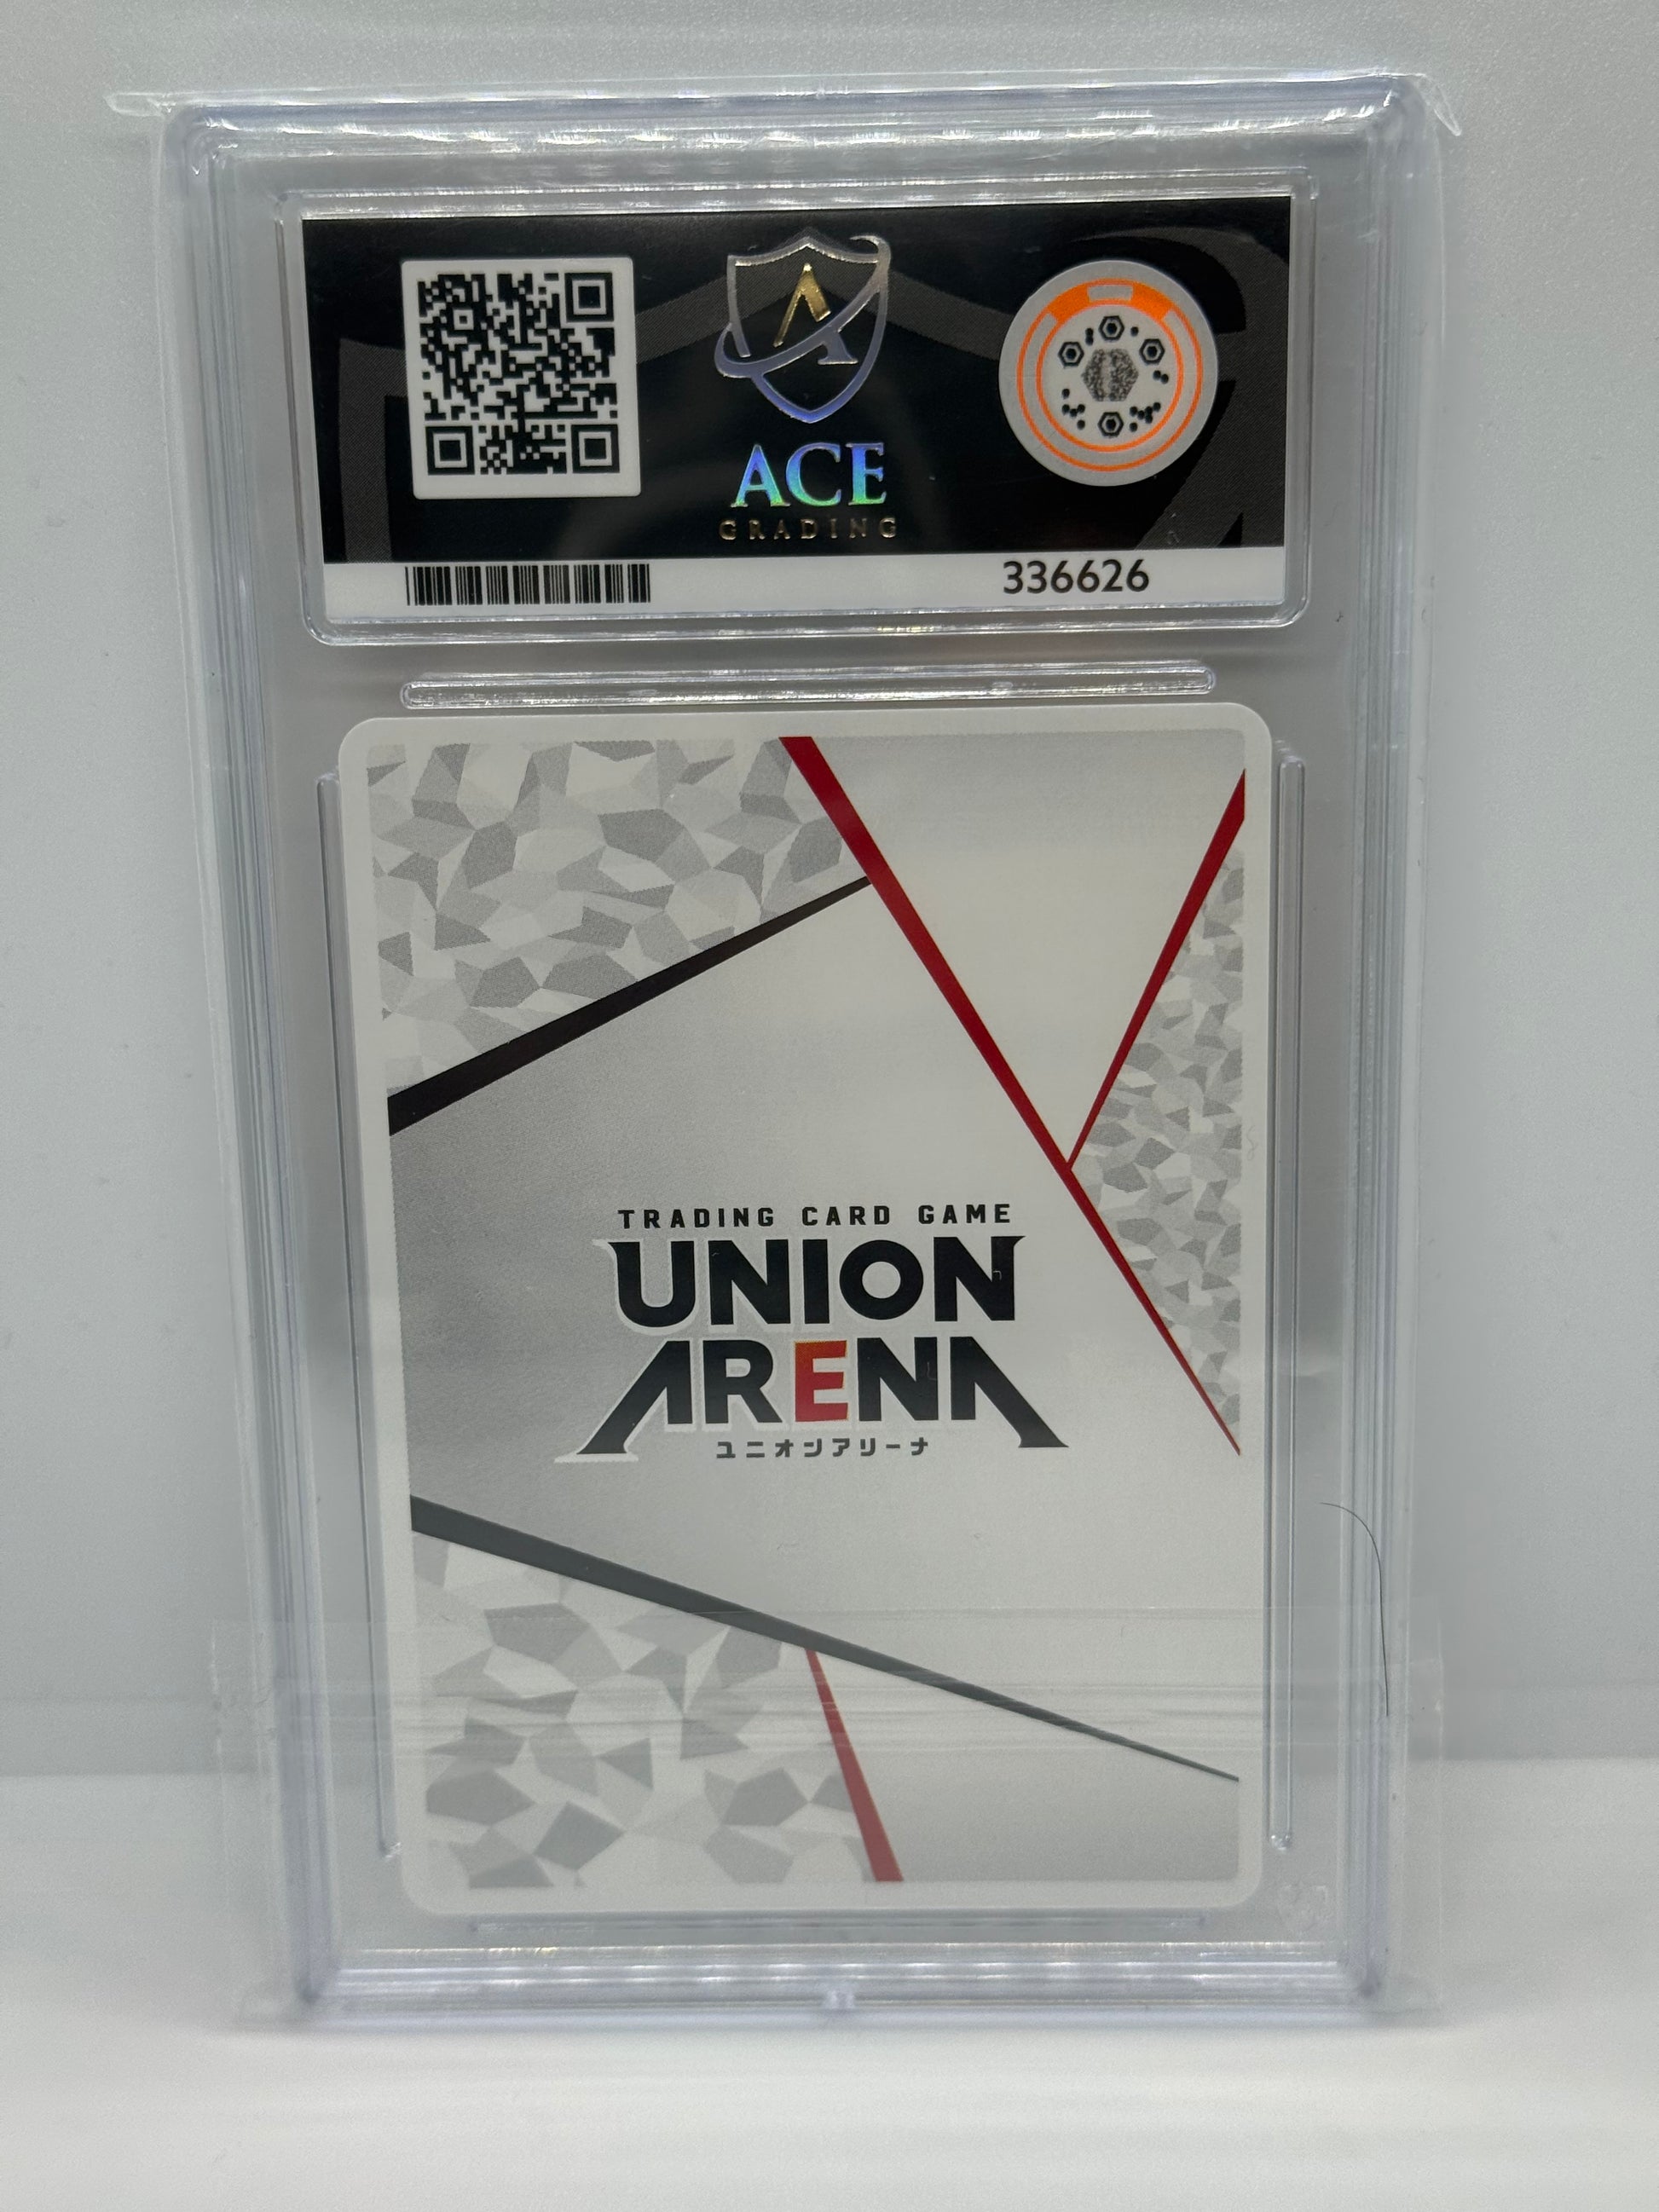 ACE
GRADING
336626
TRADING CARD GAME
UNION
ARENA
ユニオンアリーナ